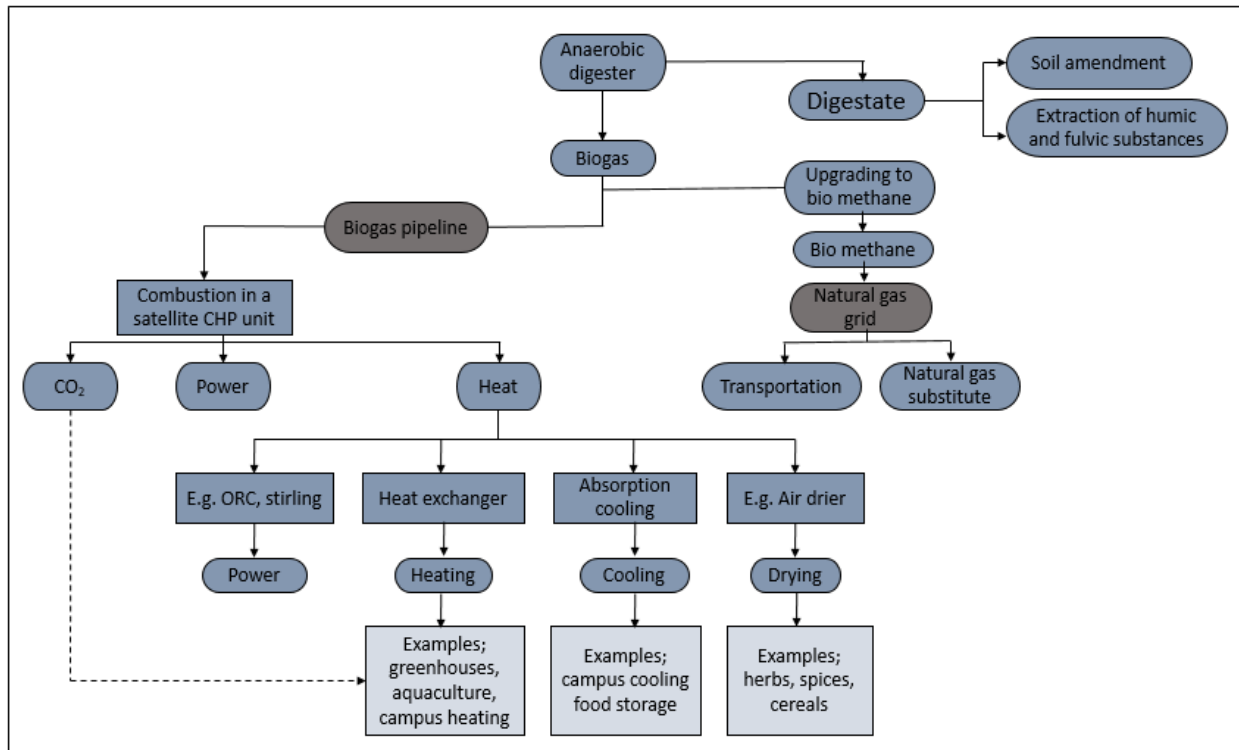 Anaerobic
digester
Digestate
Soil amendment
Extraction of humic
and fulvic substances
Biogas
Upgrading to
bio methane
Biogas pipeline
Bio methane
Natural gas
grid
Combustion in a
satellite CHP unit
CO₂
Power
Heat
Transportation
Natural gas
substitute
E.g. ORC, stirling
Heat exchanger
Absorption
cooling
E.g. Air drier
Power
Heating
Cooling
Drying
Examples;
greenhouses,
aquaculture,
campus heating
Examples;
campus cooling
food storage
Examples;
herbs, spices,
cereals